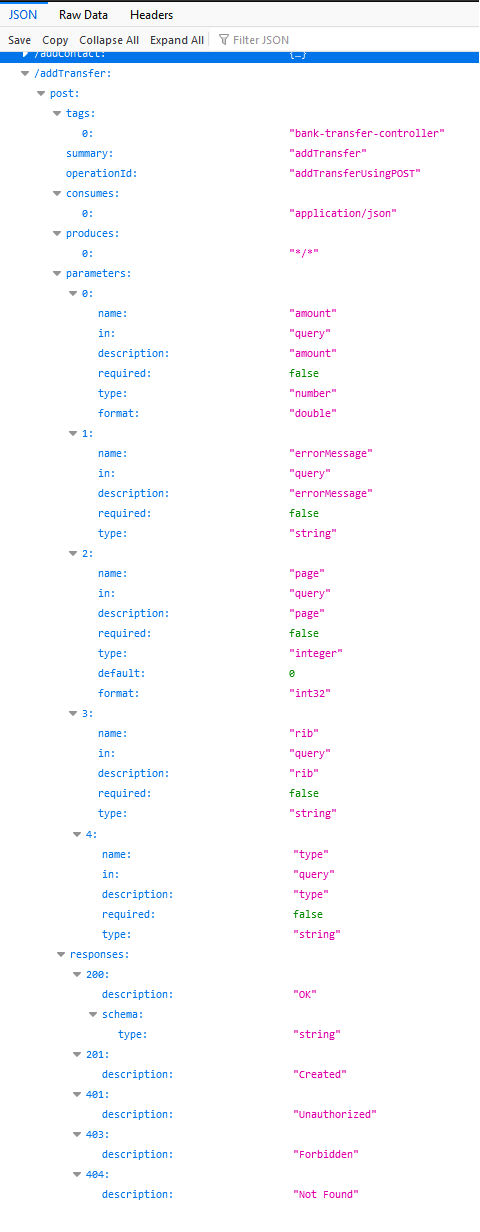 JSON Raw Data Headers
Save Copy Collapse All Expand All Filter JSON
/addContact: {…}
/addTransfer:
post:
tags:
0: "bank-transfer-controller"
summary: "addTransfer"
operationId: "addTransferUsingPOST"
consumes:
0: "application/json"
produces:
0: "*/*"
parameters:
0:
name: "amount"
in: "query"
description: "amount"
required: false
type: "number"
format: "double"
1:
name: "errorMessage"
in: "query"
description: "errorMessage"
required: false
type: "string"
2:
name: "page"
in: "query"
description: "page"
required: false
type: "integer"
default: 0
format: "int32"
3:
name: "rib"
in: "query"
description: "rib"
required: false
type: "string"
4:
name: "type"
in: "query"
description: "type"
required: false
type: "string"
responses:
200:
description: "OK"
schema:
type: "string"
201:
description: "Created"
401:
description: "Unauthorized"
403:
description: "Forbidden"
404:
description: "Not Found"